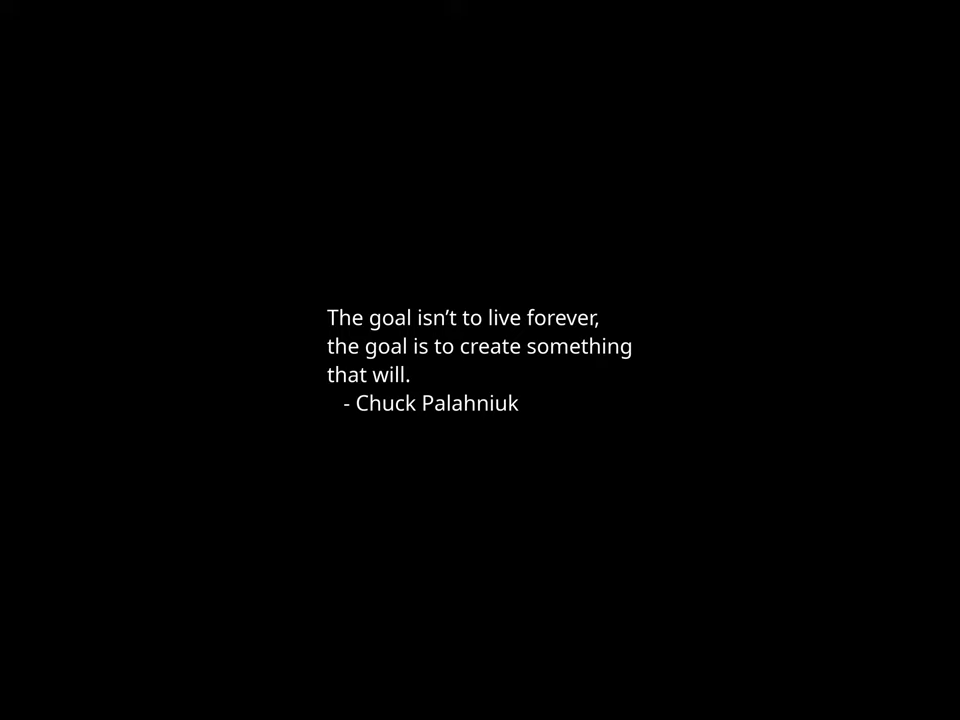 The goal isn’t to live forever,
the goal is to create something
that will.
- Chuck Palahniuk